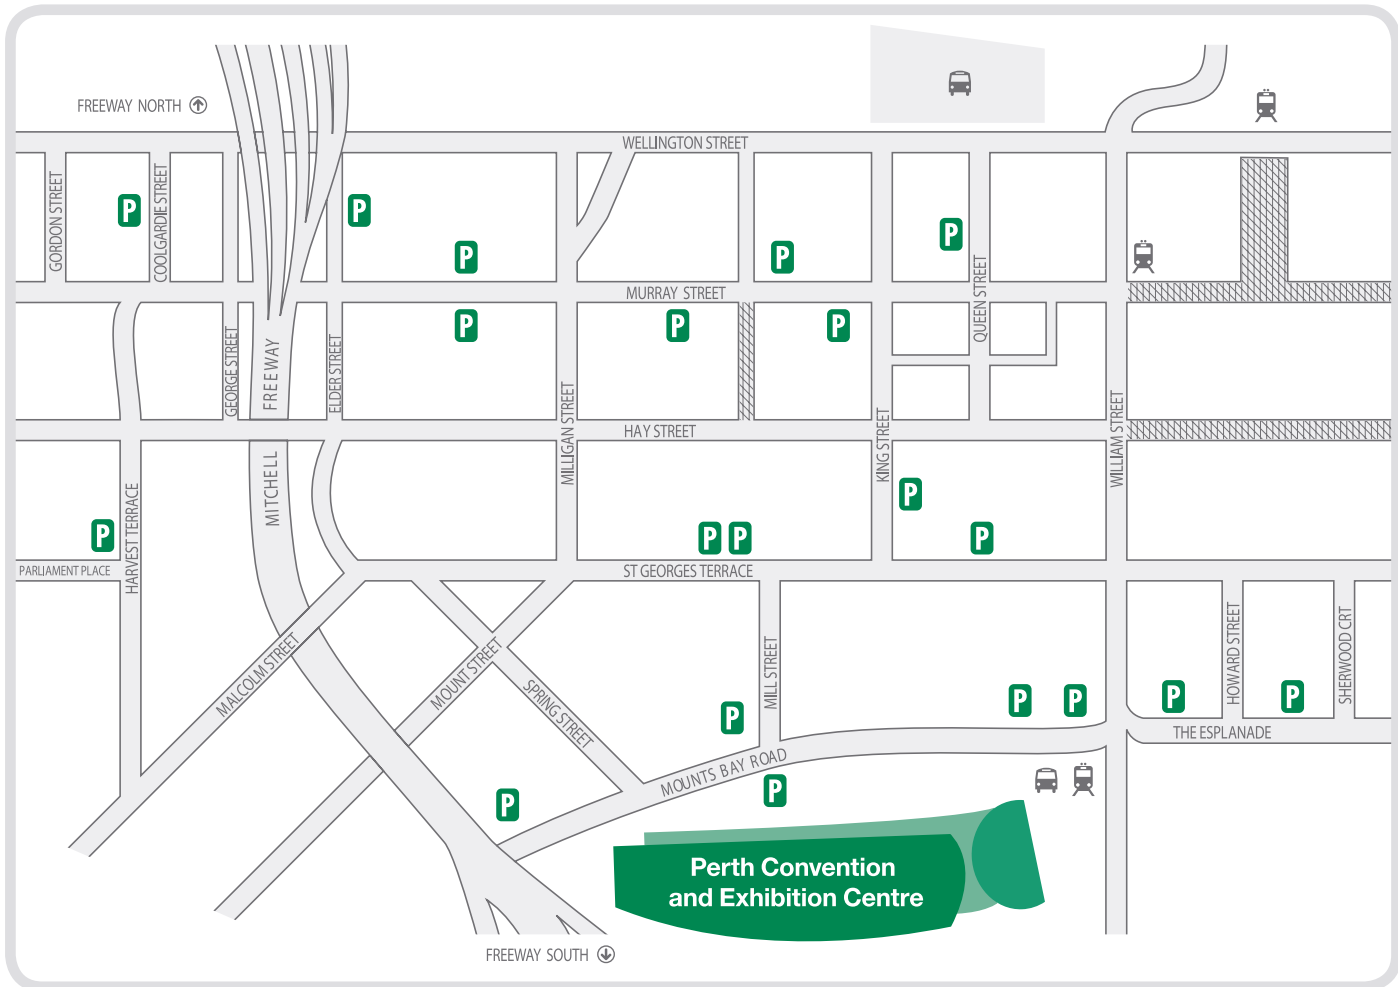 FREEWAY NORTH
WELLINGTON STREET
GORDON STREET
COOLGARDIE STREET
P
P
P
P
P
QUEEN STREET
MURRAY STREET
GEORGE STREET
FREEWAY
ELDER STREET
P
P
P
MILLIGAN STREET
HAY STREET
KING STREET
WILLIAM STREET
MITCHELL
HARVEST TERRACE
P
P
P
P
P
PARLIAMENT PLACE
ST GEORGES TERRACE
MALCOLM STREET
MOUNT STREET
SPRING STREET
MILL STREET
HOWARD STREET
SHERWOOD CRT
P
P
P
P
P
THE ESPLANADE
MOUNTS BAY ROAD
P
P
Perth Convention
and Exhibition Centre
FREEWAY SOUTH